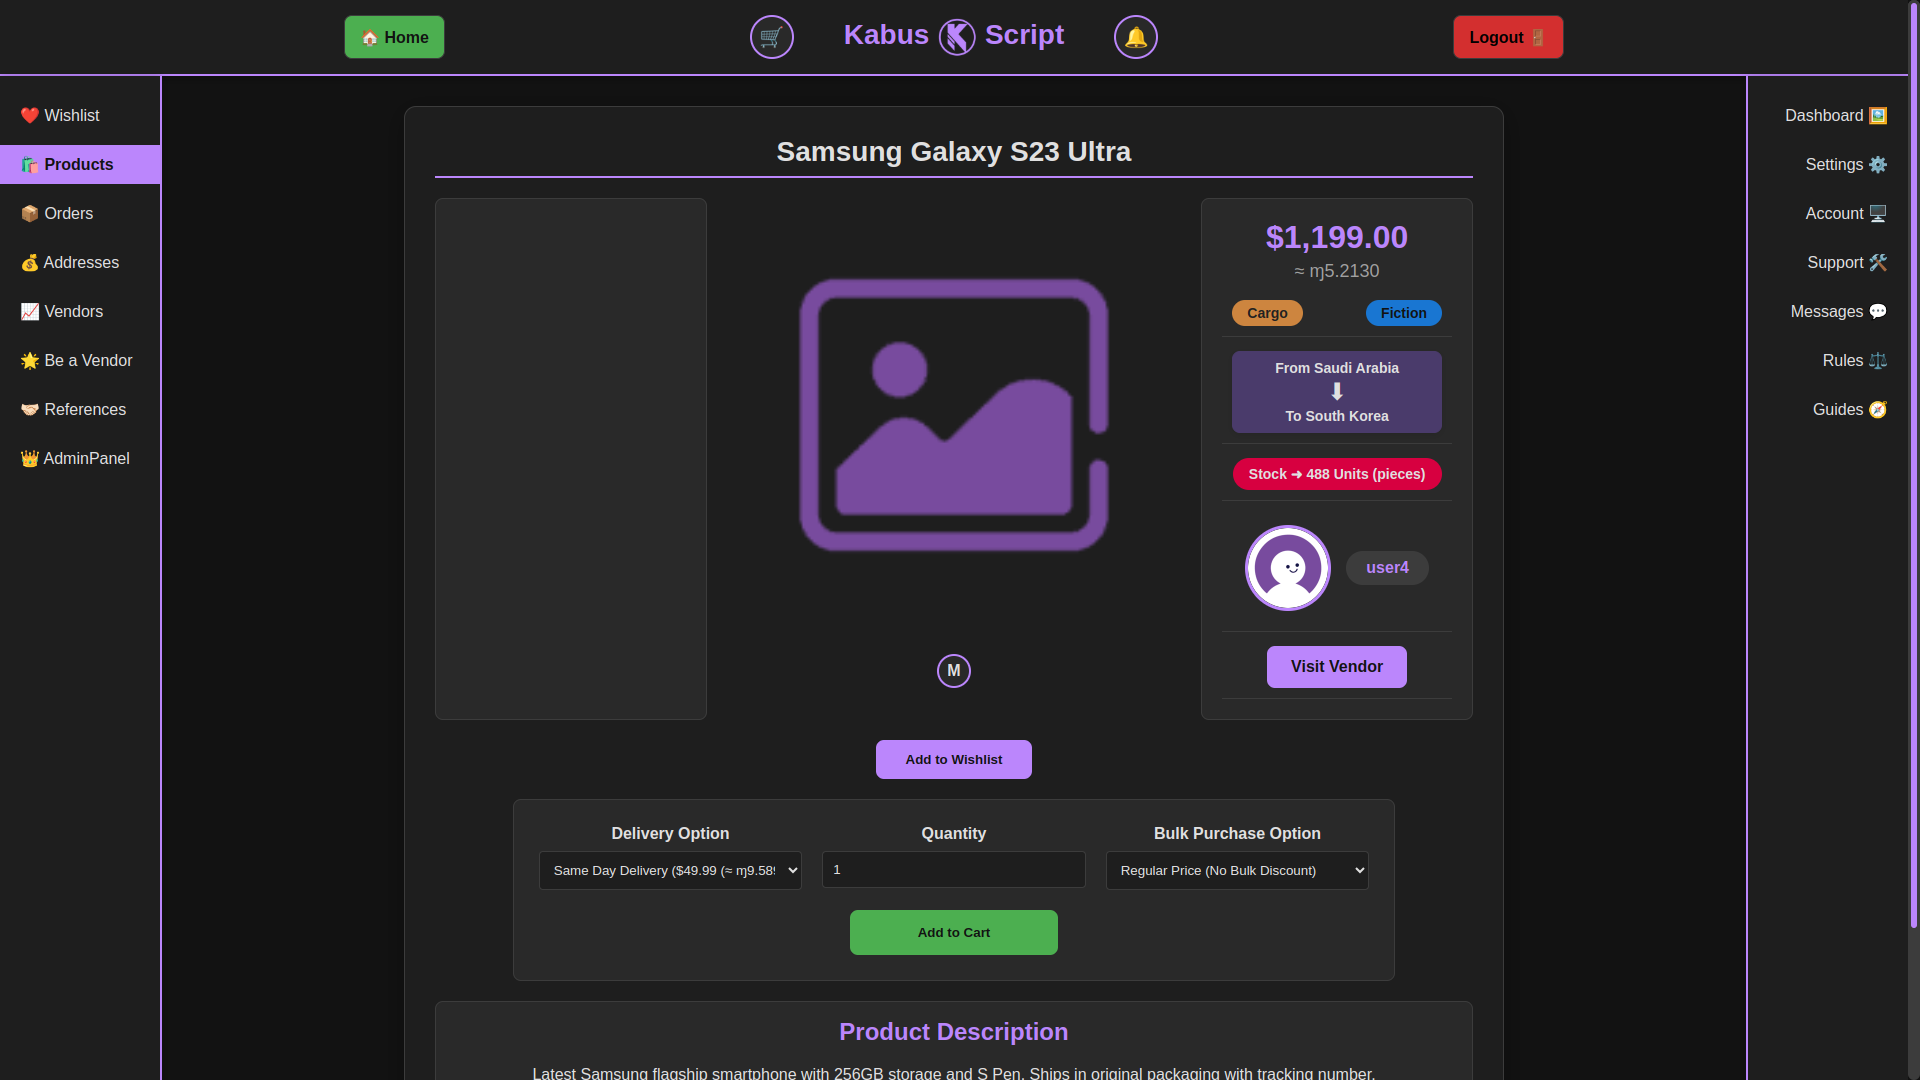 🏠 Home
🛒
Kabus Script
🔔
Logout 🚪
❤️ Wishlist
🛍️ Products
📦 Orders
💰 Addresses
📈 Vendors
🌟 Be a Vendor
🤝🏻 References
👑 AdminPanel
Samsung Galaxy S23 Ultra
M
$1,199.00
≈ ɱ5.2130
Cargo
Fiction
From Saudi Arabia
⬇
To South Korea
Stock ➜ 488 Units (pieces)
user4
Visit Vendor
Add to Wishlist
Delivery Option
Same Day Delivery ($49.99 (≈ ɱ9.58
Quantity
1
Bulk Purchase Option
Regular Price (No Bulk Discount)
Add to Cart
Product Description
Latest Samsung flagship smartphone with 256GB storage and S Pen. Ships in original packaging with tracking number.
Dashboard 🖼️
Settings ⚙️
Account 🖥️
Support 🛠️
Messages 💬
Rules ⚖️
Guides 🧭